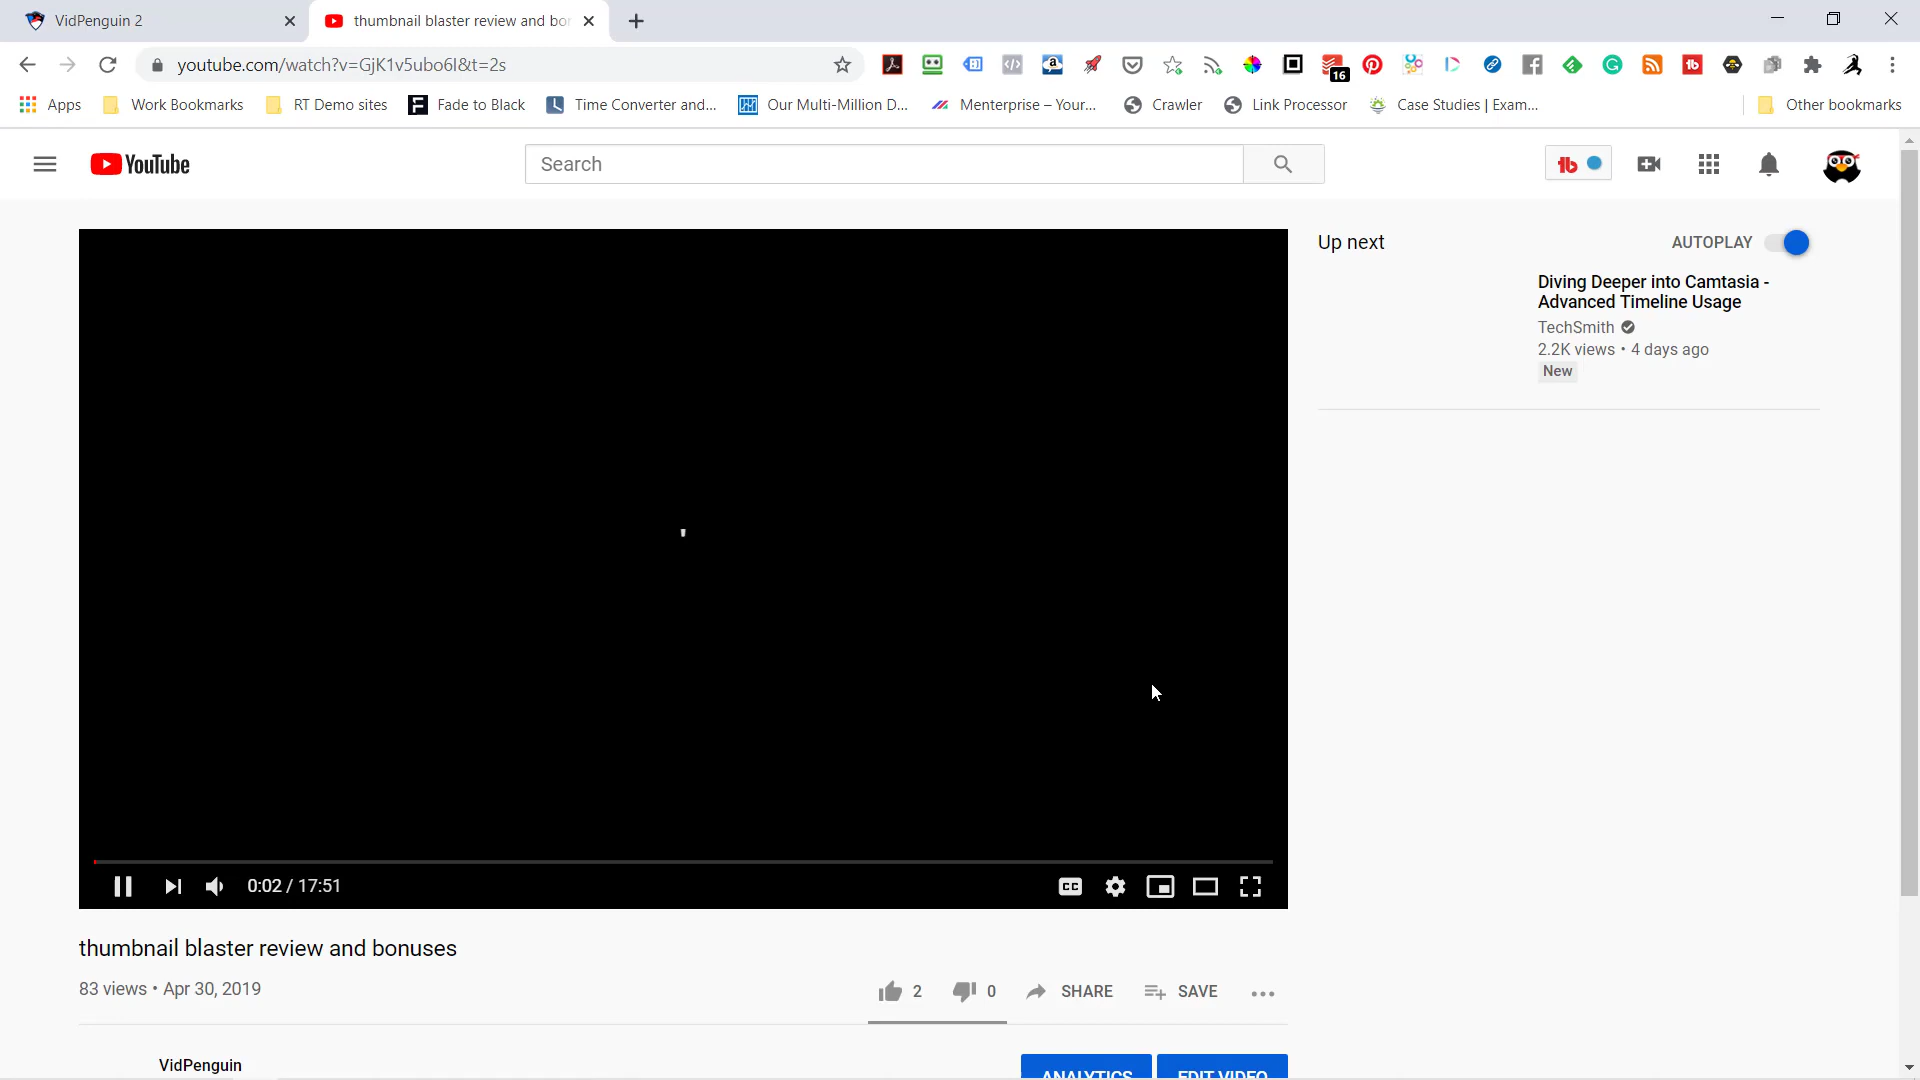 VidPenguin 2
thumbnail blaster review and bor
youtube.com/watch?v=GjK1v5ubo6I&t=2s
16
Apps
Work Bookmarks
RT Demo sites
Fade to Black
Time Converter and...
Our Multi-Million D...
Menterprise – Your...
Crawler
Link Processor
Case Studies | Exam...
Other bookmarks
YouTube
Search
Up next
AUTOPLAY
Diving Deeper into Camtasia -
Advanced Timeline Usage
TechSmith
2.2K views • 4 days ago
New
0:02 / 17:51
CC
thumbnail blaster review and bonuses
83 views • Apr 30, 2019
2
0
SHARE
SAVE
VidPenguin
ANALYTICS
EDIT VIDEO